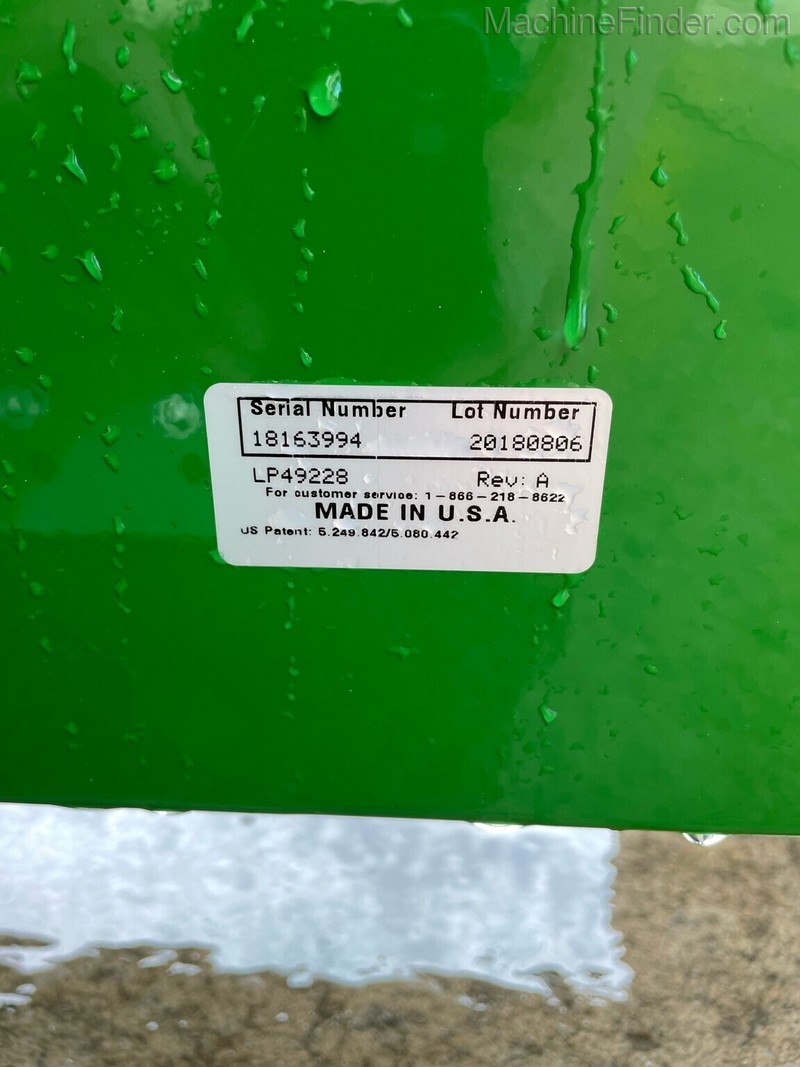 MachineFinder.com
Serial Number Lot Number
18163994 20180806
LP49228 Rev: A
For customer service: 1-866-218-8622
MADE IN U.S.A.
US Patent: 5.249.842/5.080.442